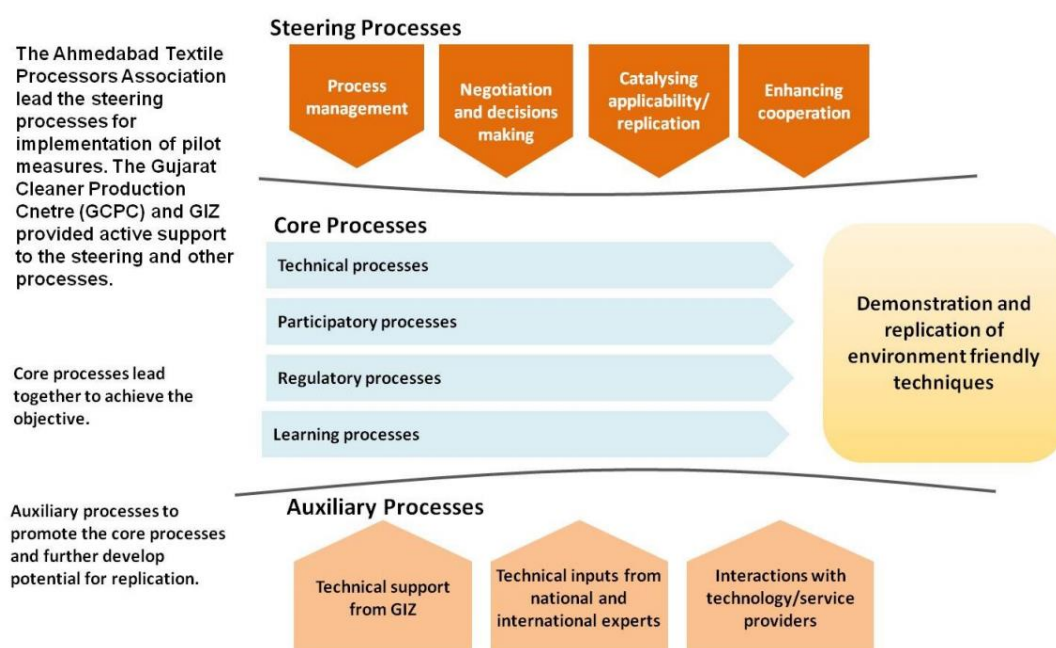 Steering Processes
The Ahmedabad Textile
Processors Association
lead the steering
processes for
implementation of pilot
measures. The Gujarat
Cleaner Production
Cnetre (GCPC) and GIZ
provided active support
to the steering and other
processes.
Process
management
Negotiation
and decisions
making
Catalysing
applicability/
replication
Enhancing
cooperation
Core Processes
Technical processes
Participatory processes
Regulatory processes
Learning processes
Demonstration and
replication of
environment friendly
techniques
Core processes lead
together to achieve the
objective.
Auxiliary Processes
Auxiliary processes to
promote the core processes
and further develop
potential for replication.
Technical support
from GIZ
Technical inputs from
national and
international experts
Interactions with
technology/service
providers